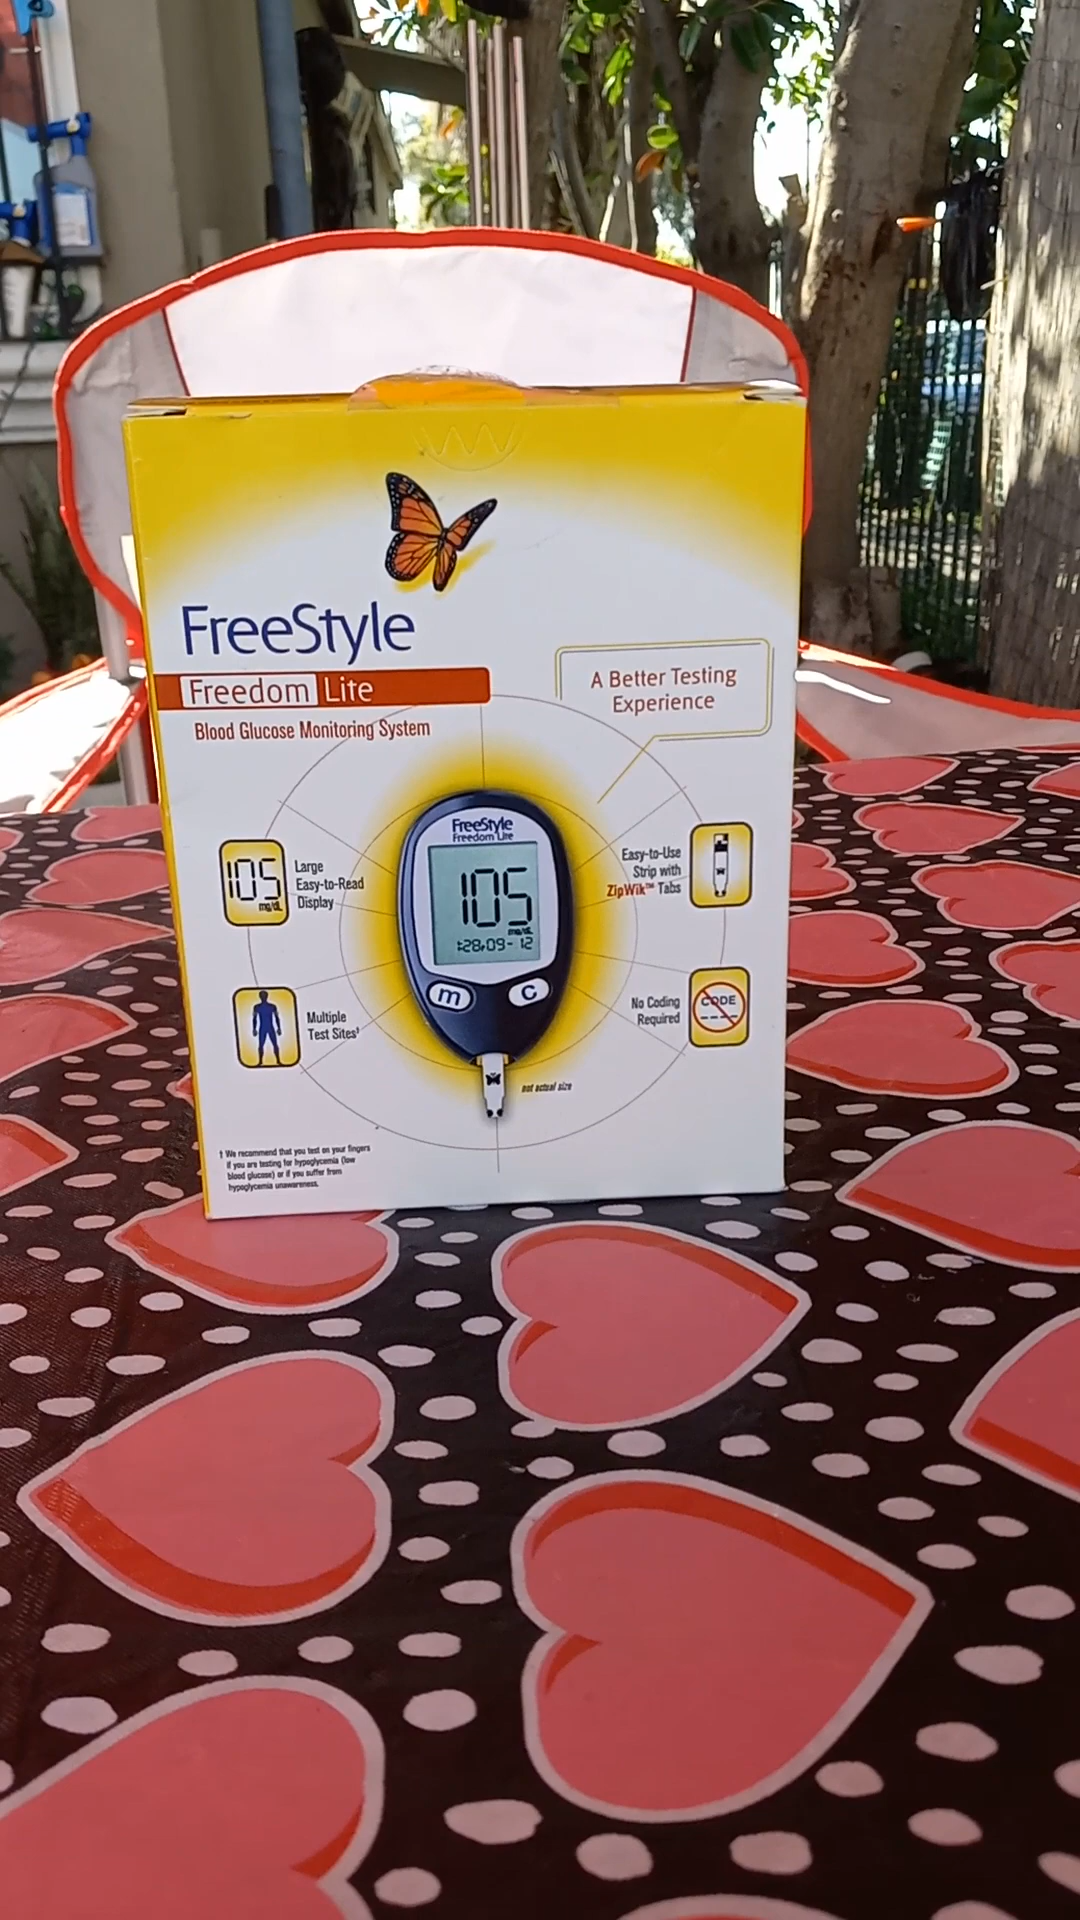 FreeStyle
Freedom Lite
Blood Glucose Monitoring System
A Better Testing
Experience
FreeStyle
Freedom Lite
105
mg/dL
12
m
c
105
mg/dL
Large
Easy-to-Read
Display
Multiple
Test Sites†
Easy-to-Use
Strip with
ZipWik™ Tabs
No Coding
Required
CODE
not actual size
† We recommend that you test on your fingers
if you are testing for hypoglycemia (low
blood glucose) or if you suffer from
hypoglycemia unawareness.